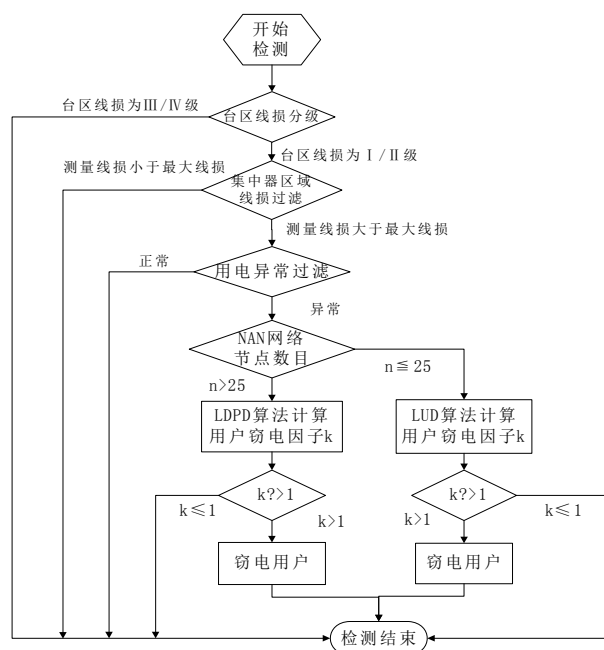 开始
检测
台区线损为Ⅲ/Ⅳ级
台区线损分级
台区线损为Ⅰ/Ⅱ级
测量线损小于最大线损
集中器区域
线损过滤
测量线损大于最大线损
正常
用电异常过滤
异常
NAN网络
节点数目
n>25
n≦25
LDPD算法计算
用户窃电因子k
LUD算法计算
用户窃电因子k
k?>1
k?>1
k≤1
k>1
k>1
k≤1
窃电用户
窃电用户
检测结束